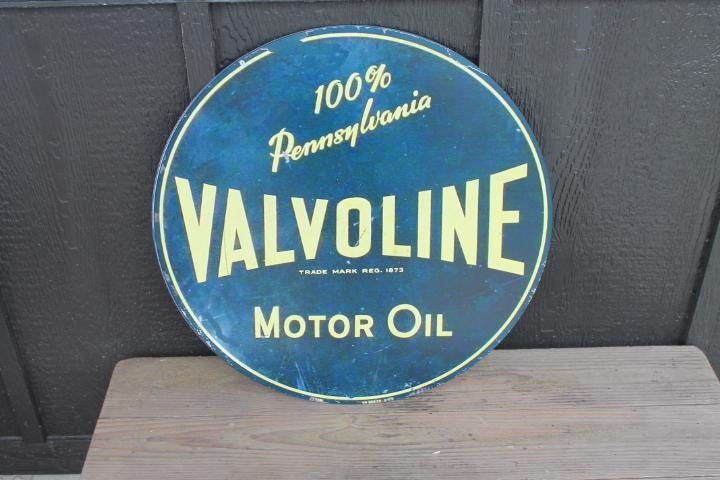 100%
Pennsylvania
VALVOLINE
TRADE MARK REG. 1873
MOTOR OIL